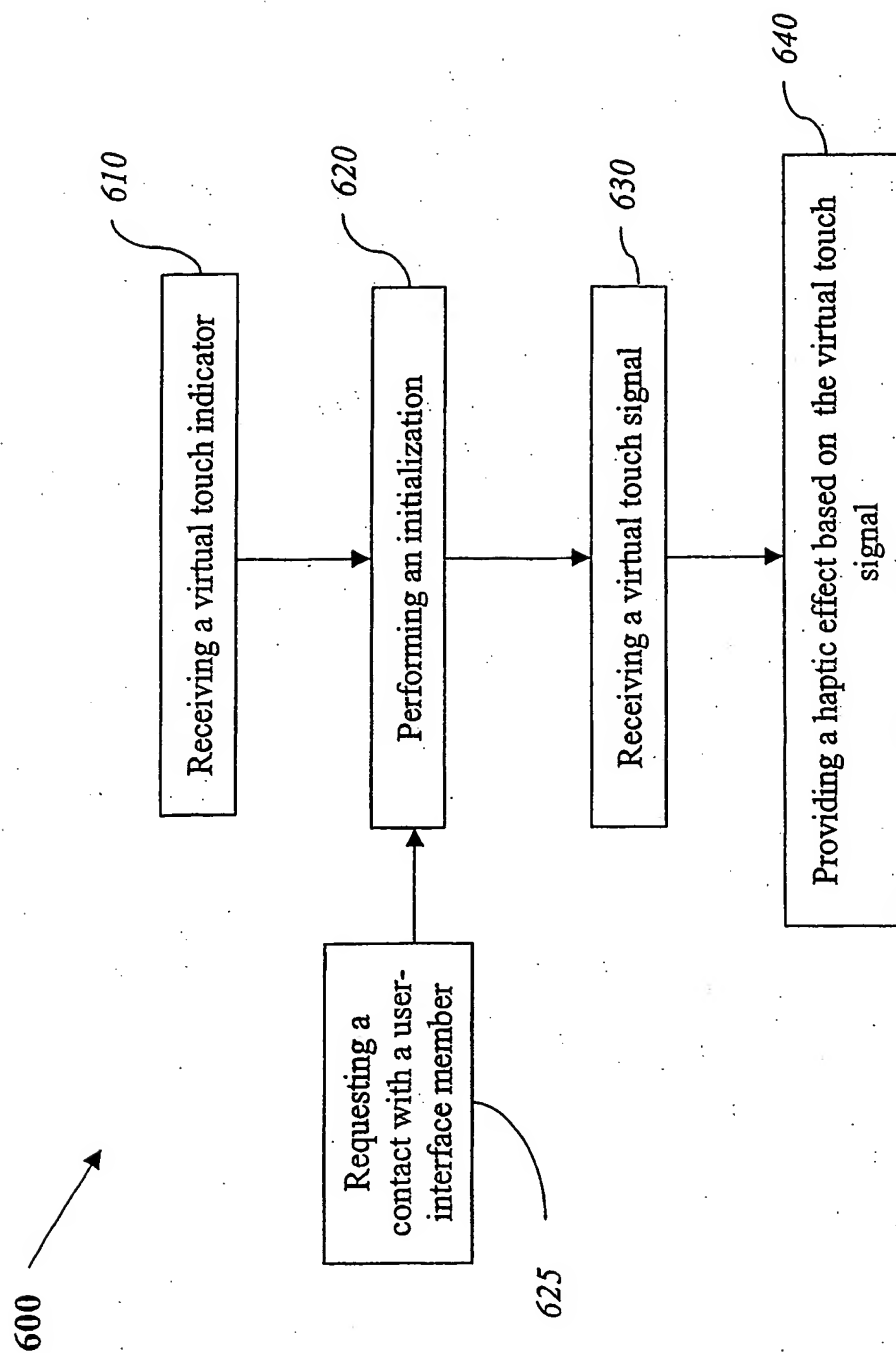 600
Receiving a virtual touch indicator
610
Performing an initialization
620
Requesting a
contact with a user-
interface member
625
Receiving a virtual touch signal
630
Providing a haptic effect based on the virtual touch
signal
640